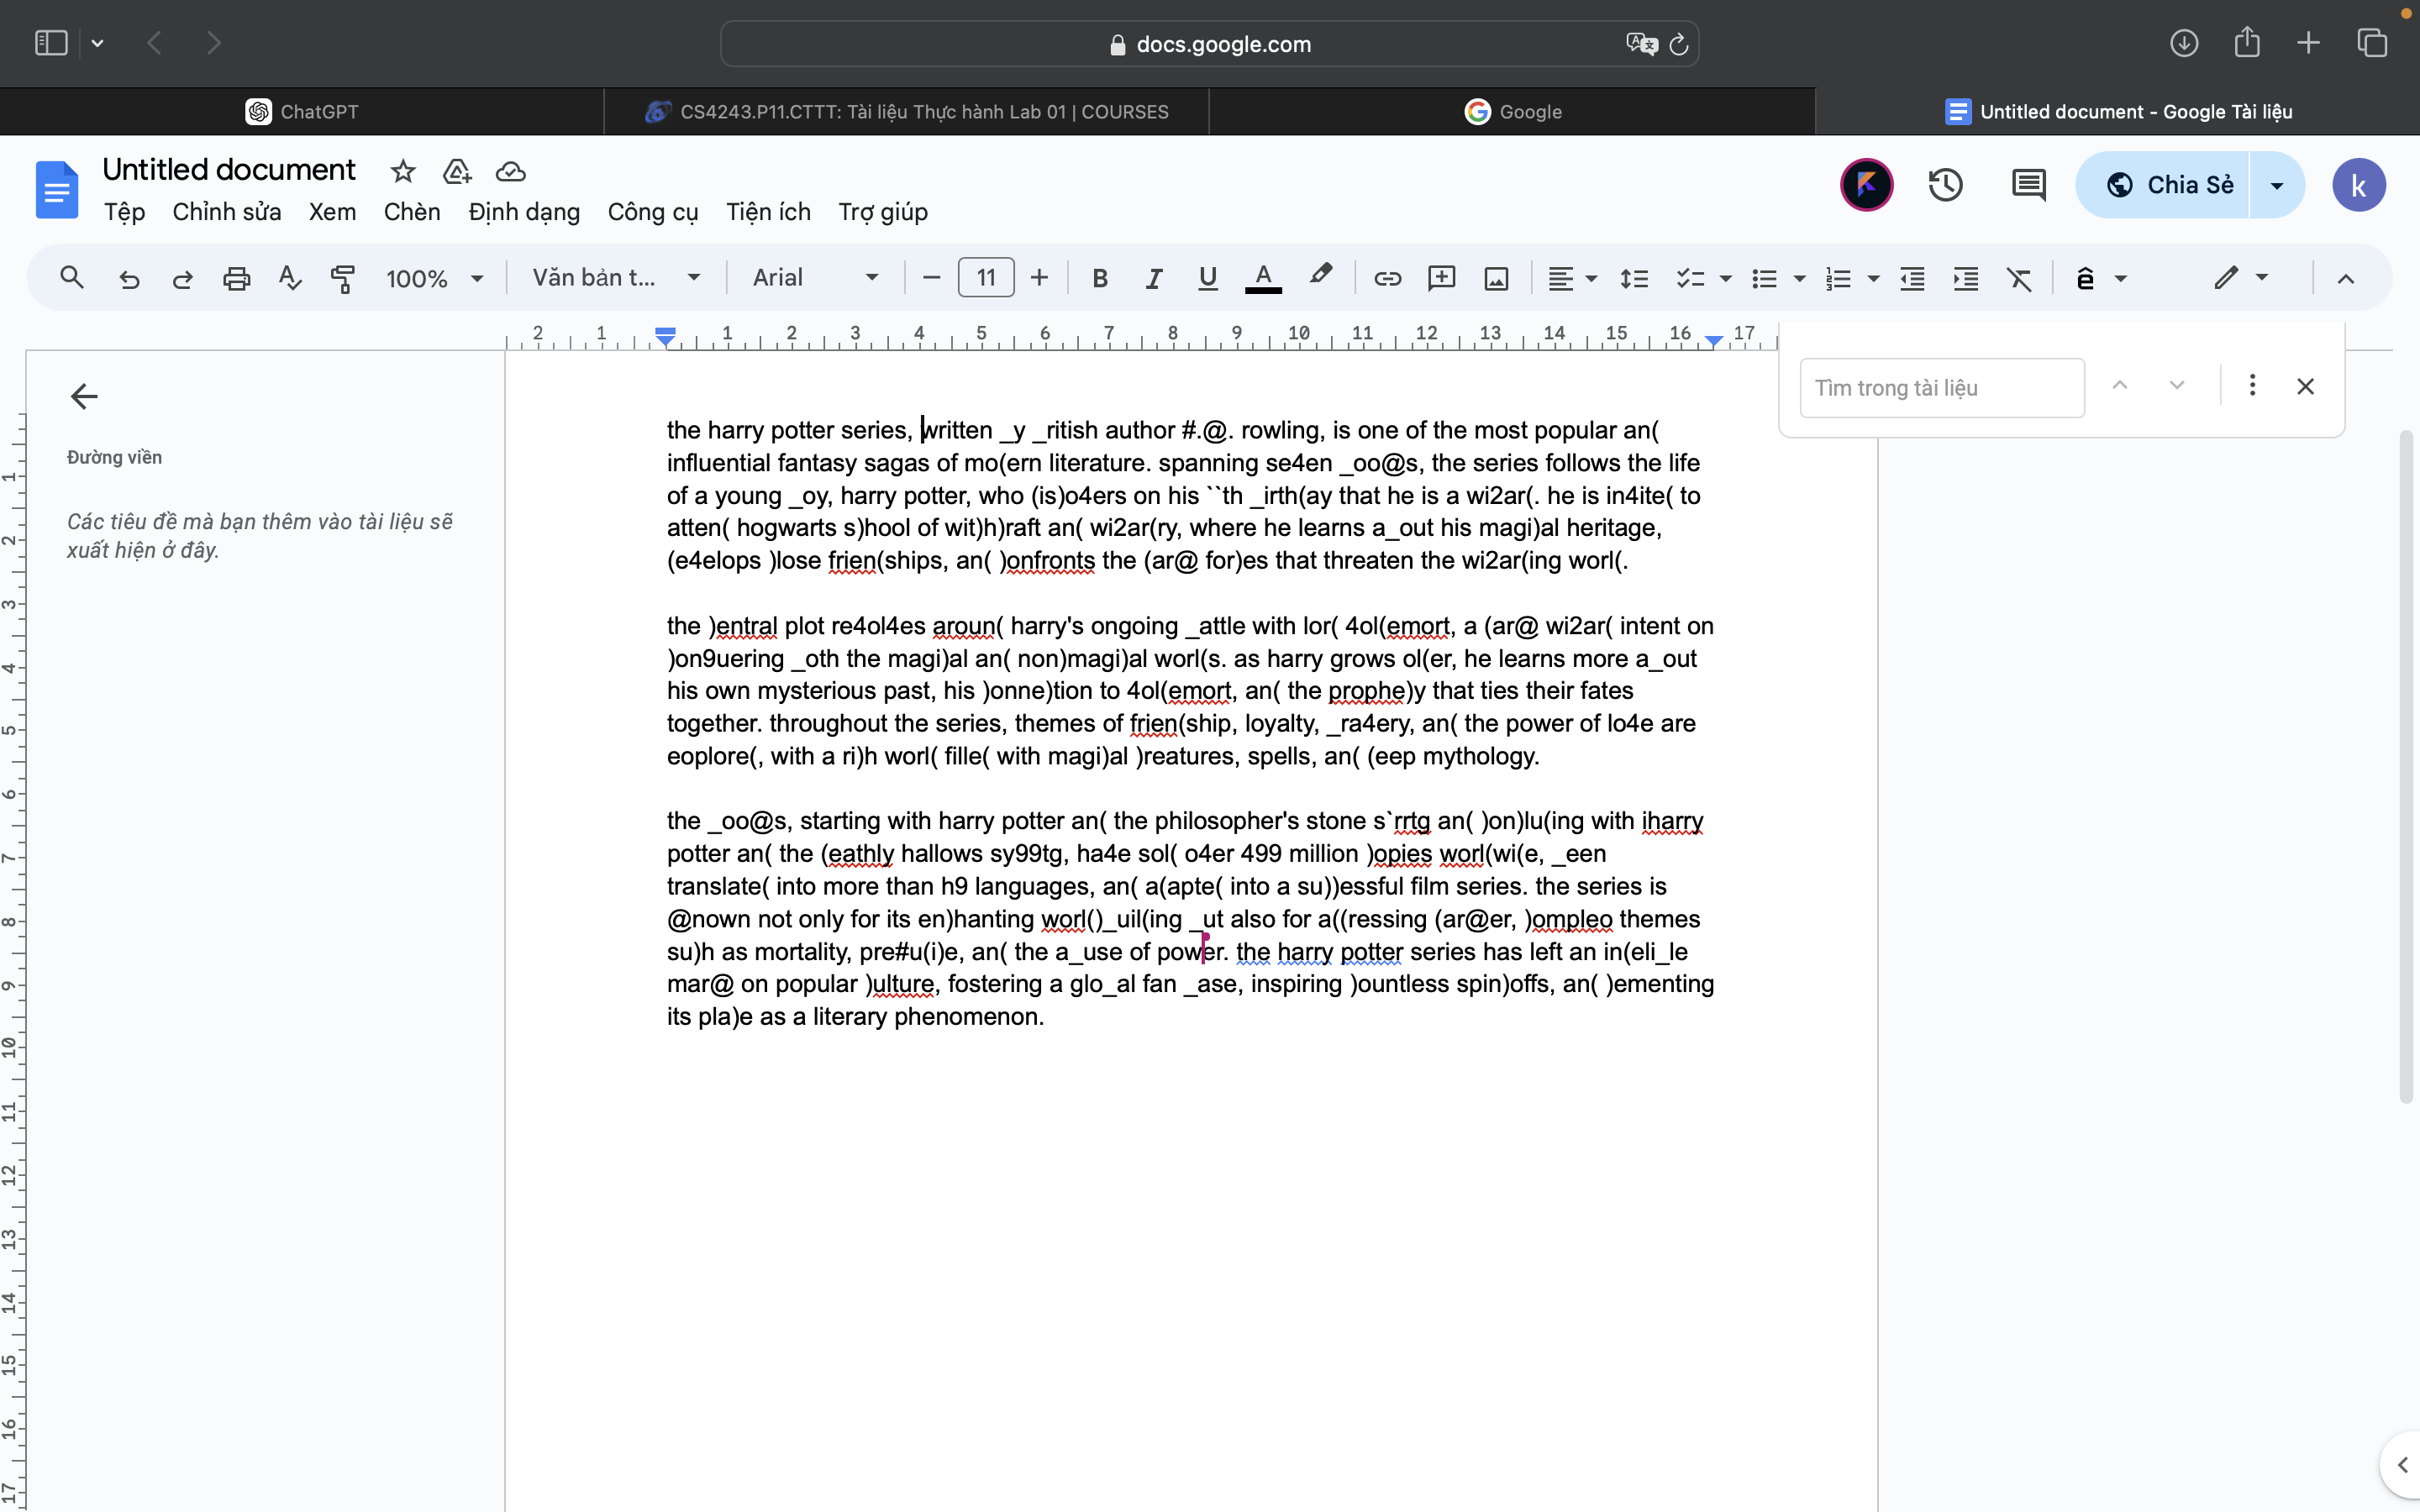 docs.google.com
ChatGPT
CS4243.P11.CTTT: Tài liệu Thực hành Lab 01 | COURSES
Google
Untitled document - Google Tài liệu
Untitled document
Tệp Chỉnh sửa Xem Chèn Định dạng Công cụ Tiện ích Trợ giúp
Chia Sẻ
k
100% Văn bản t... Arial 11
2 1 1 2 3 4 5 6 7 8 9 10 11 12 13 14 15 16 17
Tìm trong tài liệu
Đường viền
Các tiêu đề mà bạn thêm vào tài liệu sẽ
xuất hiện ở đây.
the harry potter series, written _y _ritish author #.@. rowling, is one of the most popular an(
influential fantasy sagas of mo(ern literature. spanning se4en _oo@s, the series follows the life
of a young _oy, harry potter, who (is)o4ers on his ``th _irth(ay that he is a wi2ar(. he is in4ite( to
atten( hogwarts s)hool of wit)h)raft an( wi2ar(ry, where he learns a_out his magi)al heritage,
(e4elops )lose frien(ships, an( )onfronts the (ar@ for)es that threaten the wi2ar(ing worl(.
the )entral plot re4ol4es aroun( harry's ongoing _attle with lor( 4ol(emort, a (ar@ wi2ar( intent on
)on9uering _oth the magi)al an( non)magi)al worl(s. as harry grows ol(er, he learns more a_out
his own mysterious past, his )onne)tion to 4ol(emort, an( the prophe)y that ties their fates
together. throughout the series, themes of frien(ship, loyalty, _ra4ery, an( the power of lo4e are
eoplore(, with a ri)h worl( fille( with magi)al )reatures, spells, an( (eep mythology.
the _oo@s, starting with harry potter an( the philosopher's stone s`rrtg an( )on)lu(ing with iharry
potter an( the (eathly hallows sy99tg, ha4e sol( o4er 499 million )opies worl(wi(e, _een
translate( into more than h9 languages, an( a(apte( into a su))essful film series. the series is
@nown not only for its en)hanting worl()_uil(ing _ut also for a((ressing (ar@er, )ompleo themes
su)h as mortality, pre#u(i)e, an( the a_use of power. the harry potter series has left an in(eli_le
mar@ on popular )ulture, fostering a glo_al fan _ase, inspiring )ountless spin)offs, an( )ementing
its pla)e as a literary phenomenon.
1
2
3
4
5
6
7
8
9
10
11
12
13
14
15
16
17